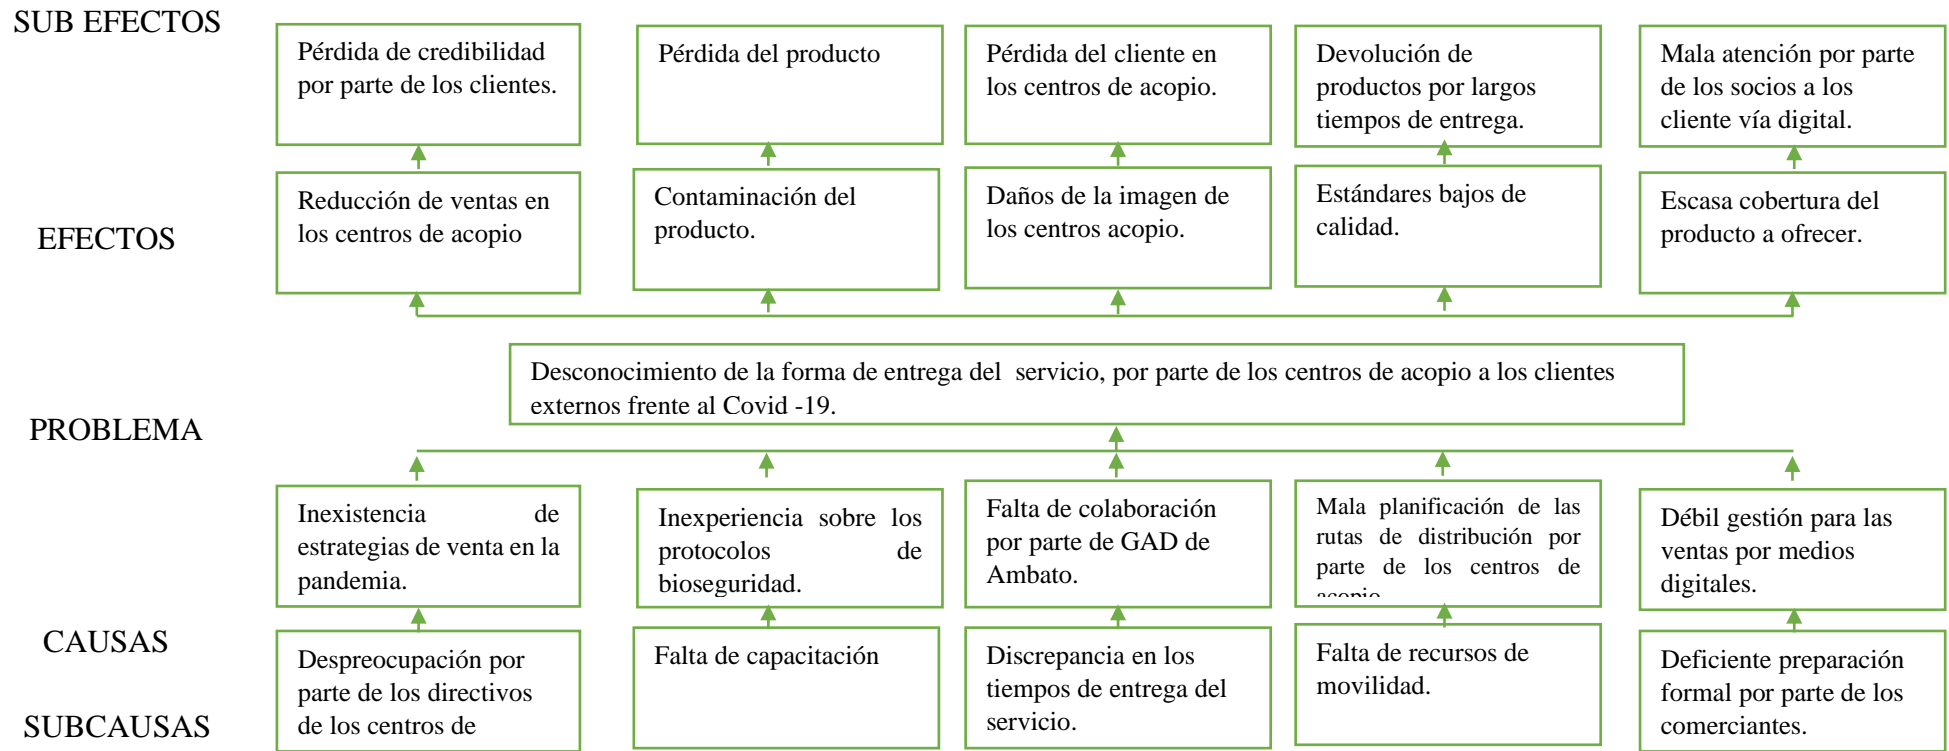 SUB EFECTOS
Pérdida de credibilidad
por parte de los clientes.
Pérdida del producto
Pérdida del cliente en
los centros de acopio.
Devolución de
productos por largos
tiempos de entrega.
Mala atención por parte
de los socios a los
cliente vía digital.
EFECTOS
Reducción de ventas en
los centros de acopio
Contaminación del
producto.
Daños de la imagen de
los centros acopio.
Estándares bajos de
calidad.
Escasa cobertura del
producto a ofrecer.
PROBLEMA
Desconocimiento de la forma de entrega del servicio, por parte de los centros de acopio a los clientes
externos frente al Covid -19.
CAUSAS
Inexistencia de
estrategias de venta en la
pandemia.
Inexperiencia sobre los
protocolos de
bioseguridad.
Falta de colaboración
por parte de GAD de
Ambato.
Mala planificación de las
rutas de distribución por
parte de los centros de
acopio
Débil gestión para las
ventas por medios
digitales.
SUBCAUSAS
Despreocupación por
parte de los directivos
de los centros de
Falta de capacitación
Discrepancia en los
tiempos de entrega del
servicio.
Falta de recursos de
movilidad.
Deficiente preparación
formal por parte de los
comerciantes.